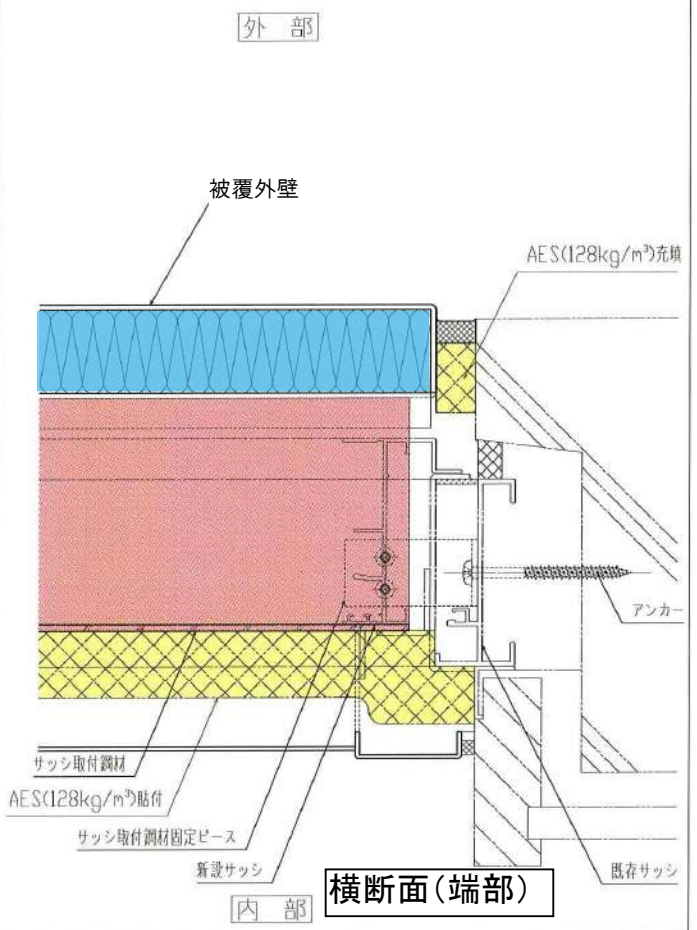 外 部
被覆外壁
AES(128kg/m³)充填
アンカー
サッシ取付鋼材
AES(128kg/m³)貼付
サッシ取付鋼材固定ピース
新設サッシ
既存サッシ
横断面(端部)
内 部